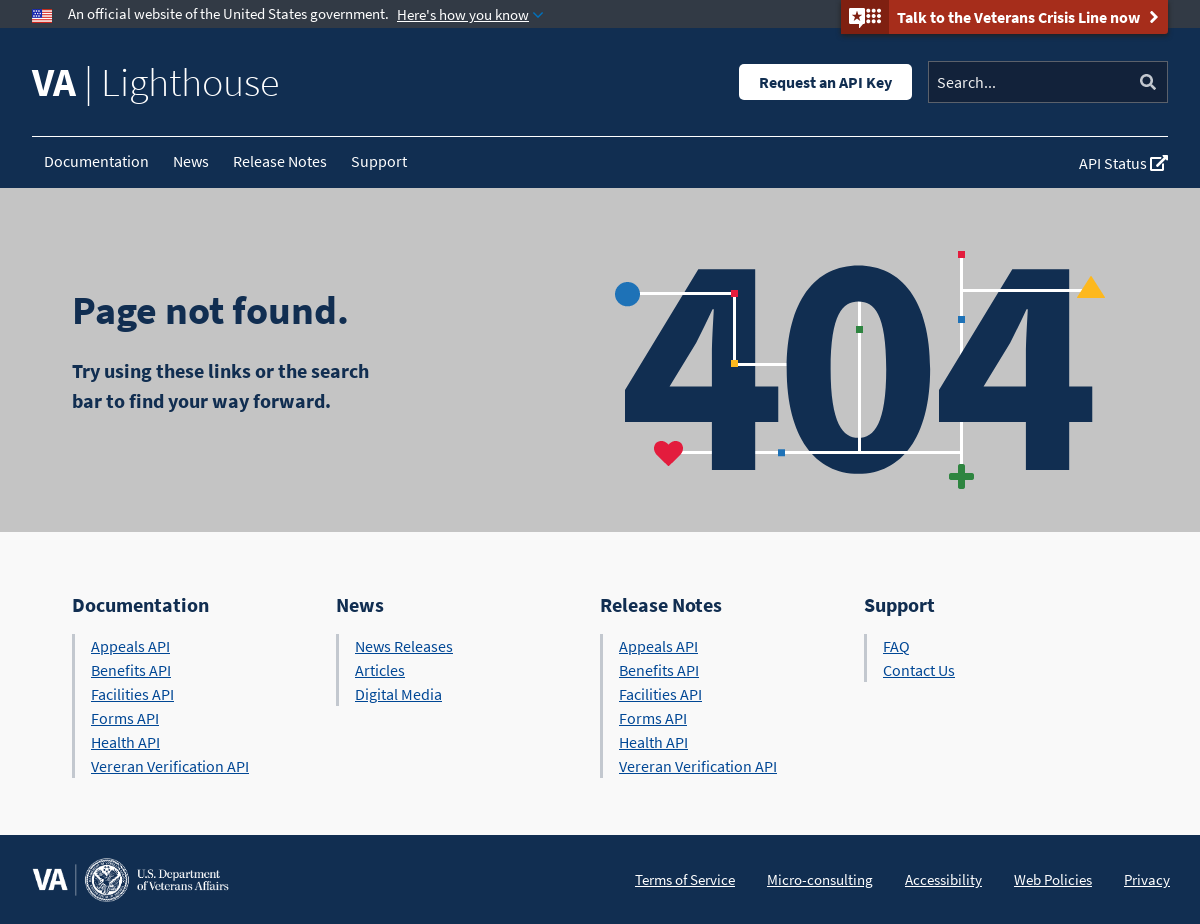 An official website of the United States government. Here's how you know
Talk to the Veterans Crisis Line now
VA | Lighthouse
Request an API Key
Search...
Documentation News Release Notes Support
API Status
404
Page not found.
Try using these links or the search
bar to find your way forward.
Documentation
Appeals API
Benefits API
Facilities API
Forms API
Health API
Vereran Verification API
News
News Releases
Articles
Digital Media
Release Notes
Appeals API
Benefits API
Facilities API
Forms API
Health API
Vereran Verification API
Support
FAQ
Contact Us
VA
U.S. Department
of Veterans Affairs
Terms of Service Micro-consulting Accessibility Web Policies Privacy